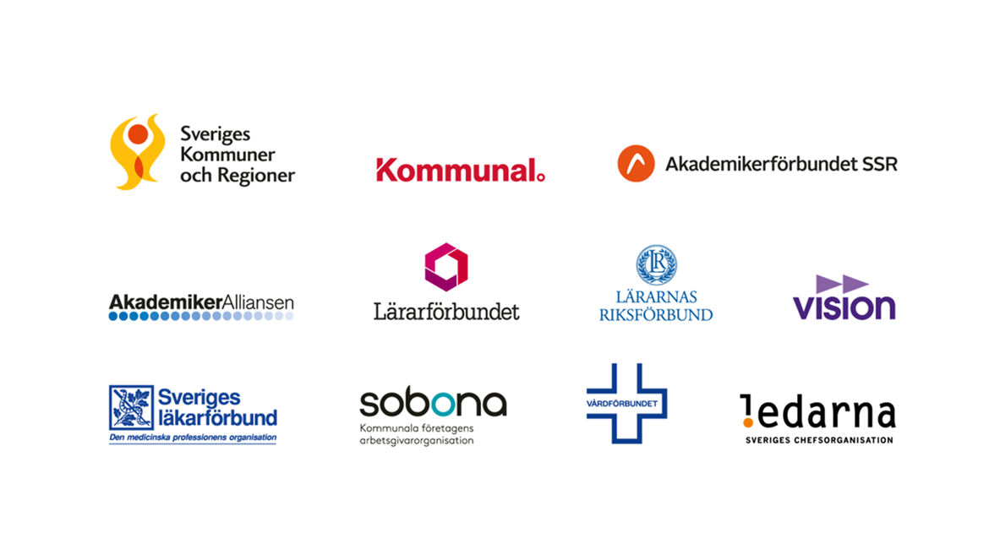 Sveriges
Kommuner
och Regioner
Kommunal.
Akademikerförbundet SSR
AkademikerAlliansen
Lärarförbundet
LR
LÄRARNAS
RIKSFÖRBUND
vision
Sveriges
läkarförbund
Den medicinska professionens organisation
sobona
Kommunala företagens
arbetsgivarorganisation
VÅRDFÖRBUNDET
ledarna
SVERIGES CHEFSORGANISATION